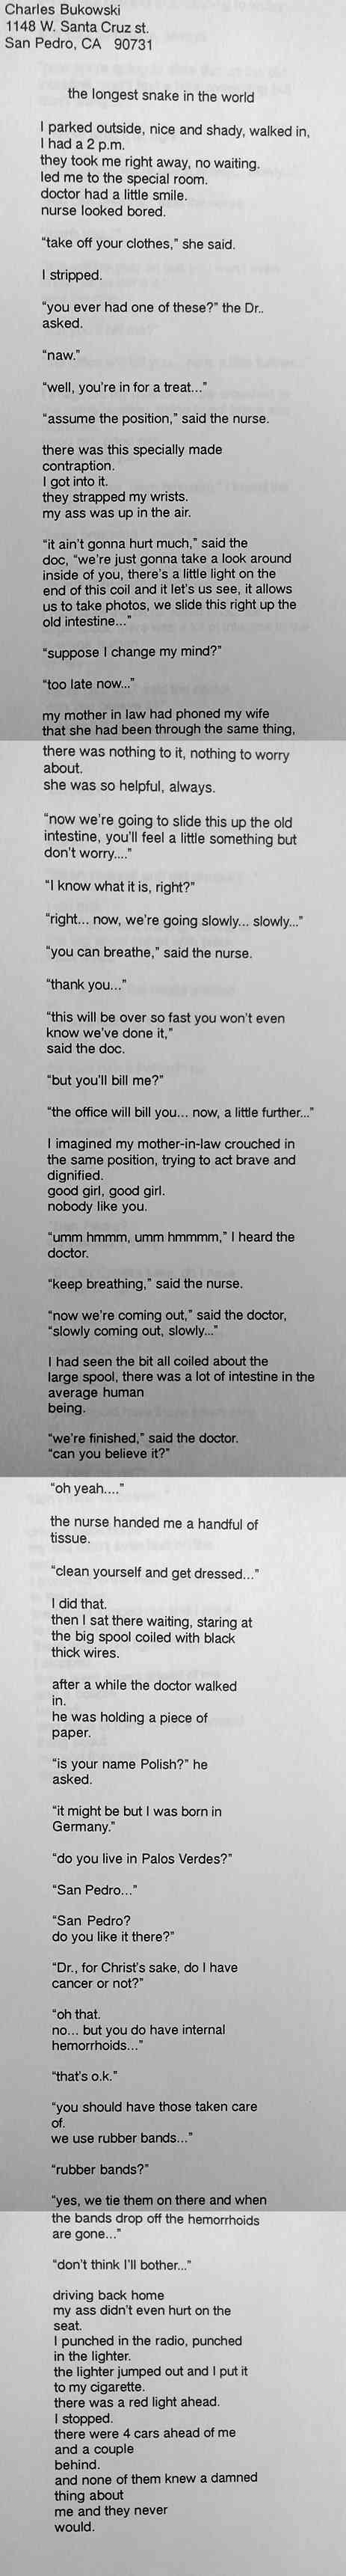 Charles Bukowski
1148 W. Santa Cruz st.
San Pedro, CA 90731
the longest snake in the world
I parked outside, nice and shady, walked in,
I had a 2 p.m.
they took me right away, no waiting.
led me to the special room.
doctor had a little smile.
nurse looked bored.
"take off your clothes," she said.
I stripped.
"you ever had one of these?" the Dr..
asked.
"naw."
"well, you're in for a treat..."
"assume the position," said the nurse.
there was this specially made
contraption.
I got into it.
they strapped my wrists.
my ass was up in the air.
"it ain't gonna hurt much," said the
doc, "we're just gonna take a look around
inside of you, there's a little light on the
end of this coil and it let's us see, it allows
us to take photos, we slide this right up the
old intestine..."
"suppose I change my mind?"
"too late now..."
my mother in law had phoned my wife
that she had been through the same thing,
there was nothing to it, nothing to worry
about.
she was so helpful, always.
"now we're going to slide this up the old
intestine, you'll feel a little something but
don't worry...."
"I know what it is, right?"
"right... now, we're going slowly... slowly..."
"you can breathe," said the nurse.
"thank you..."
"this will be over so fast you won't even
know we've done it,"
said the doc.
"but you'll bill me?"
"the office will bill you... now, a little further..."
I imagined my mother-in-law crouched in
the same position, trying to act brave and
dignified.
good girl, good girl.
nobody like you.
"umm hmmm, umm hmmmm," I heard the
doctor.
"keep breathing," said the nurse.
"now we're coming out," said the doctor,
"slowly coming out, slowly..."
I had seen the bit all coiled about the
large spool, there was a lot of intestine in the
average human
being.
"we're finished," said the doctor.
"can you believe it?"
"oh yeah...."
the nurse handed me a handful of
tissue.
"clean yourself and get dressed..."
I did that.
then I sat there waiting, staring at
the big spool coiled with black
thick wires.
after a while the doctor walked
in.
he was holding a piece of
paper.
"is your name Polish?" he
asked.
"it might be but I was born in
Germany."
"do you live in Palos Verdes?"
"San Pedro..."
"San Pedro?
do you like it there?"
"Dr., for Christ's sake, do I have
cancer or not?"
"oh that.
no... but you do have internal
hemorrhoids..."
"that's o.k."
"you should have those taken care
of.
we use rubber bands..."
"rubber bands?"
"yes, we tie them on there and when
the bands drop off the hemorrhoids
are gone..."
"don't think I'll bother..."
driving back home
my ass didn't even hurt on the
seat.
I punched in the radio, punched
in the lighter.
the lighter jumped out and I put it
to my cigarette.
there was a red light ahead.
I stopped.
there were 4 cars ahead of me
and a couple
behind.
and none of them knew a damned
thing about
me and they never
would.